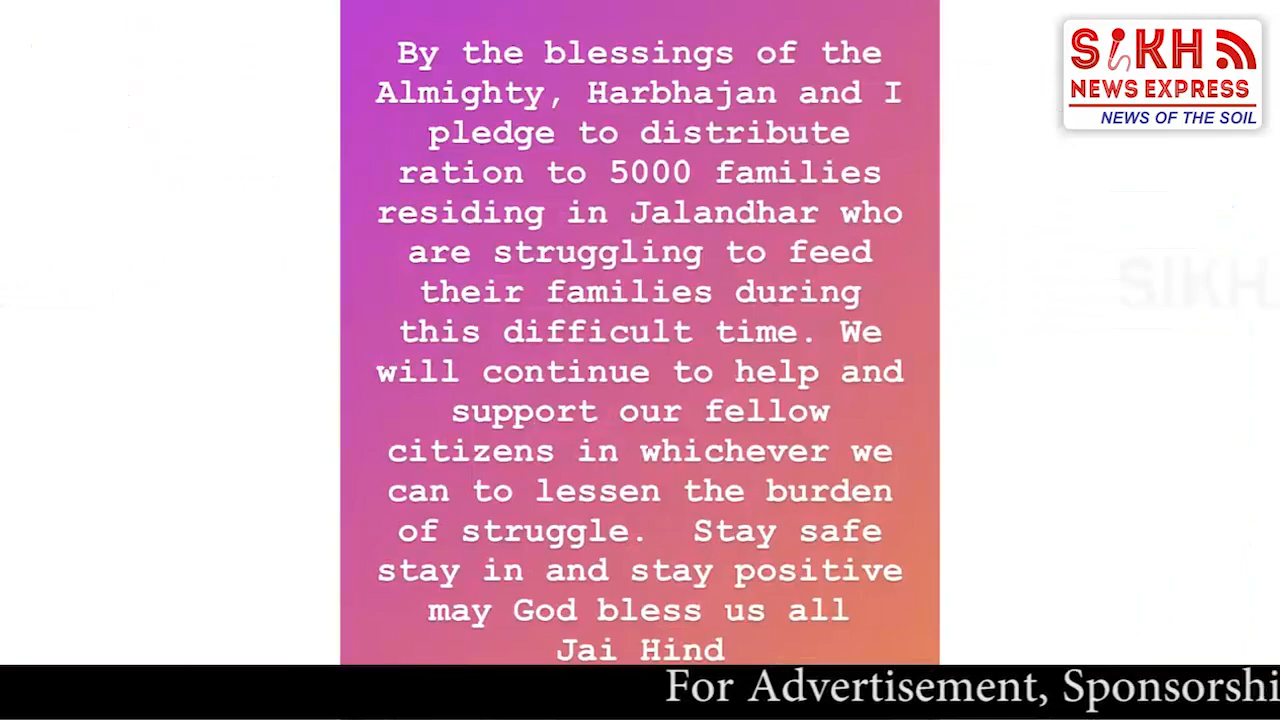 By the blessings of the
Almighty, Harbhajan and I
pledge to distribute
ration to 5000 families
residing in Jalandhar who
are struggling to feed
their families during
this difficult time. We
will continue to help and
support our fellow
citizens in whichever we
can to lessen the burden
of struggle.  Stay safe
stay in and stay positive
may God bless us all
Jai Hind
SiKH
NEWS EXPRESS
NEWS OF THE SOIL
SIKH
For Advertisement, Sponsorshi